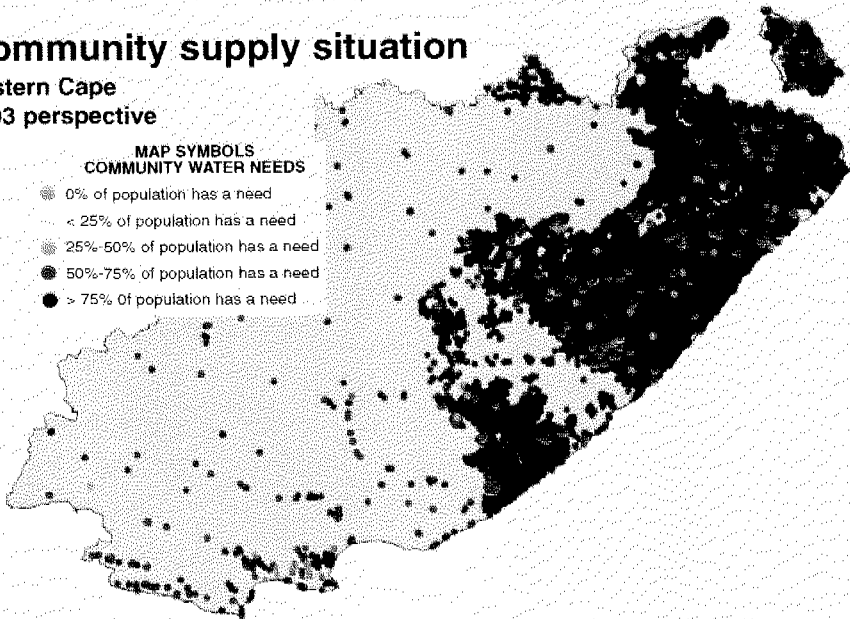 ommunity supply situation
stern Cape
03 perspective
MAP SYMBOLS
COMMUNITY WATER NEEDS
0% of population has a need
< 25% of population has a need
25%-50% of population has a need
50%-75% of population has a need
> 75% 0f population has a need